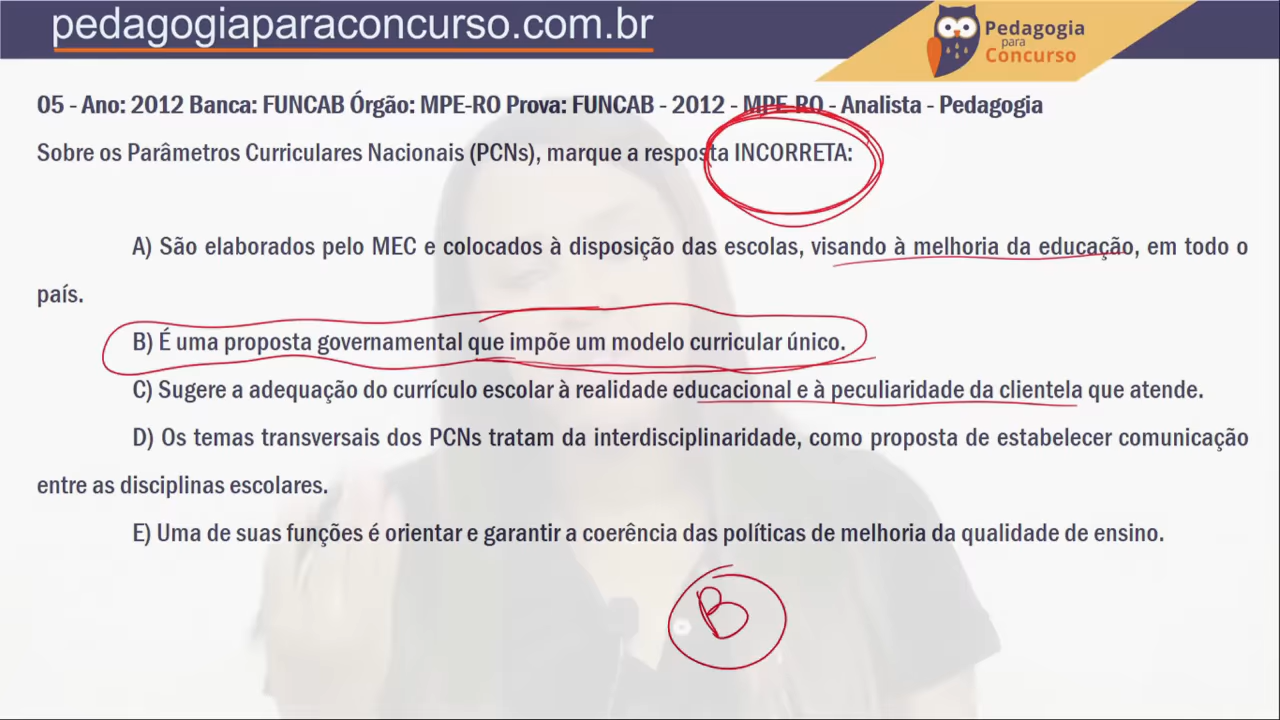 pedagogiaparaconcurso.com.br
Pedagogia
para
Concurso
05 - Ano: 2012 Banca: FUNCAB Órgão: MPE-RO Prova: FUNCAB - 2012 - MPE-RO - Analista - Pedagogia
Sobre os Parâmetros Curriculares Nacionais (PCNs), marque a resposta INCORRETA:
A) São elaborados pelo MEC e colocados à disposição das escolas, visando à melhoria da educação, em todo o
país.
B) É uma proposta governamental que impõe um modelo curricular único.
C) Sugere a adequação do currículo escolar à realidade educacional e à peculiaridade da clientela que atende.
D) Os temas transversais dos PCNs tratam da interdisciplinaridade, como proposta de estabelecer comunicação
entre as disciplinas escolares.
E) Uma de suas funções é orientar e garantir a coerência das políticas de melhoria da qualidade de ensino.
B